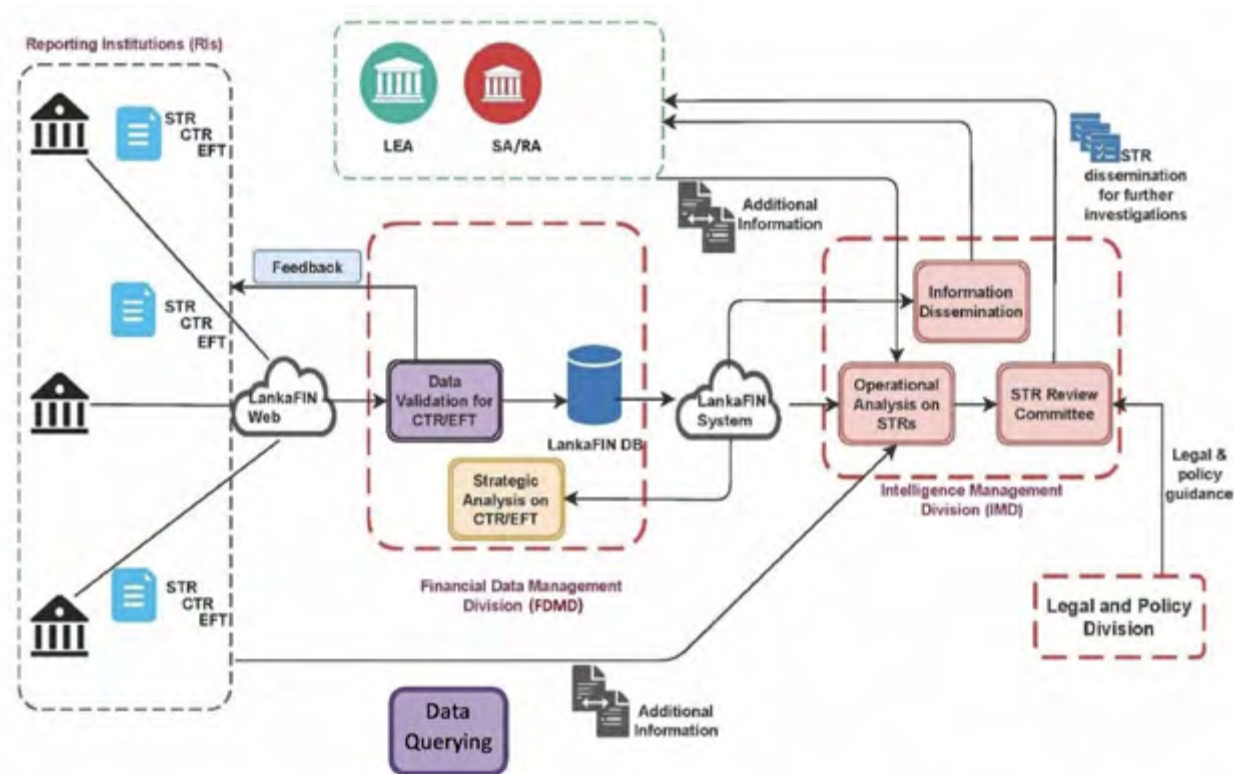 Reporting Institutions (RIs)
STR
CTR
EFT
LEA
SA/RA
STR
dissemination
for further
investigations
Additional
Information
Feedback
STR
CTR
EFT
Information
Dissemination
LankaFIN
Web
Data
Validation for
CTR/EFT
LankaFIN DB
LankaFIN
System
Operational
Analysis on
STRs
STR Review
Committee
Strategic
Analysis on
CTR/EFT
Legal &
policy
guidance
Intelligence Management
Division (IMD)
Financial Data Management
Division (FDMD)
STR
CTR
EFT
Legal and Policy
Division
Data
Querying
Additional
Information